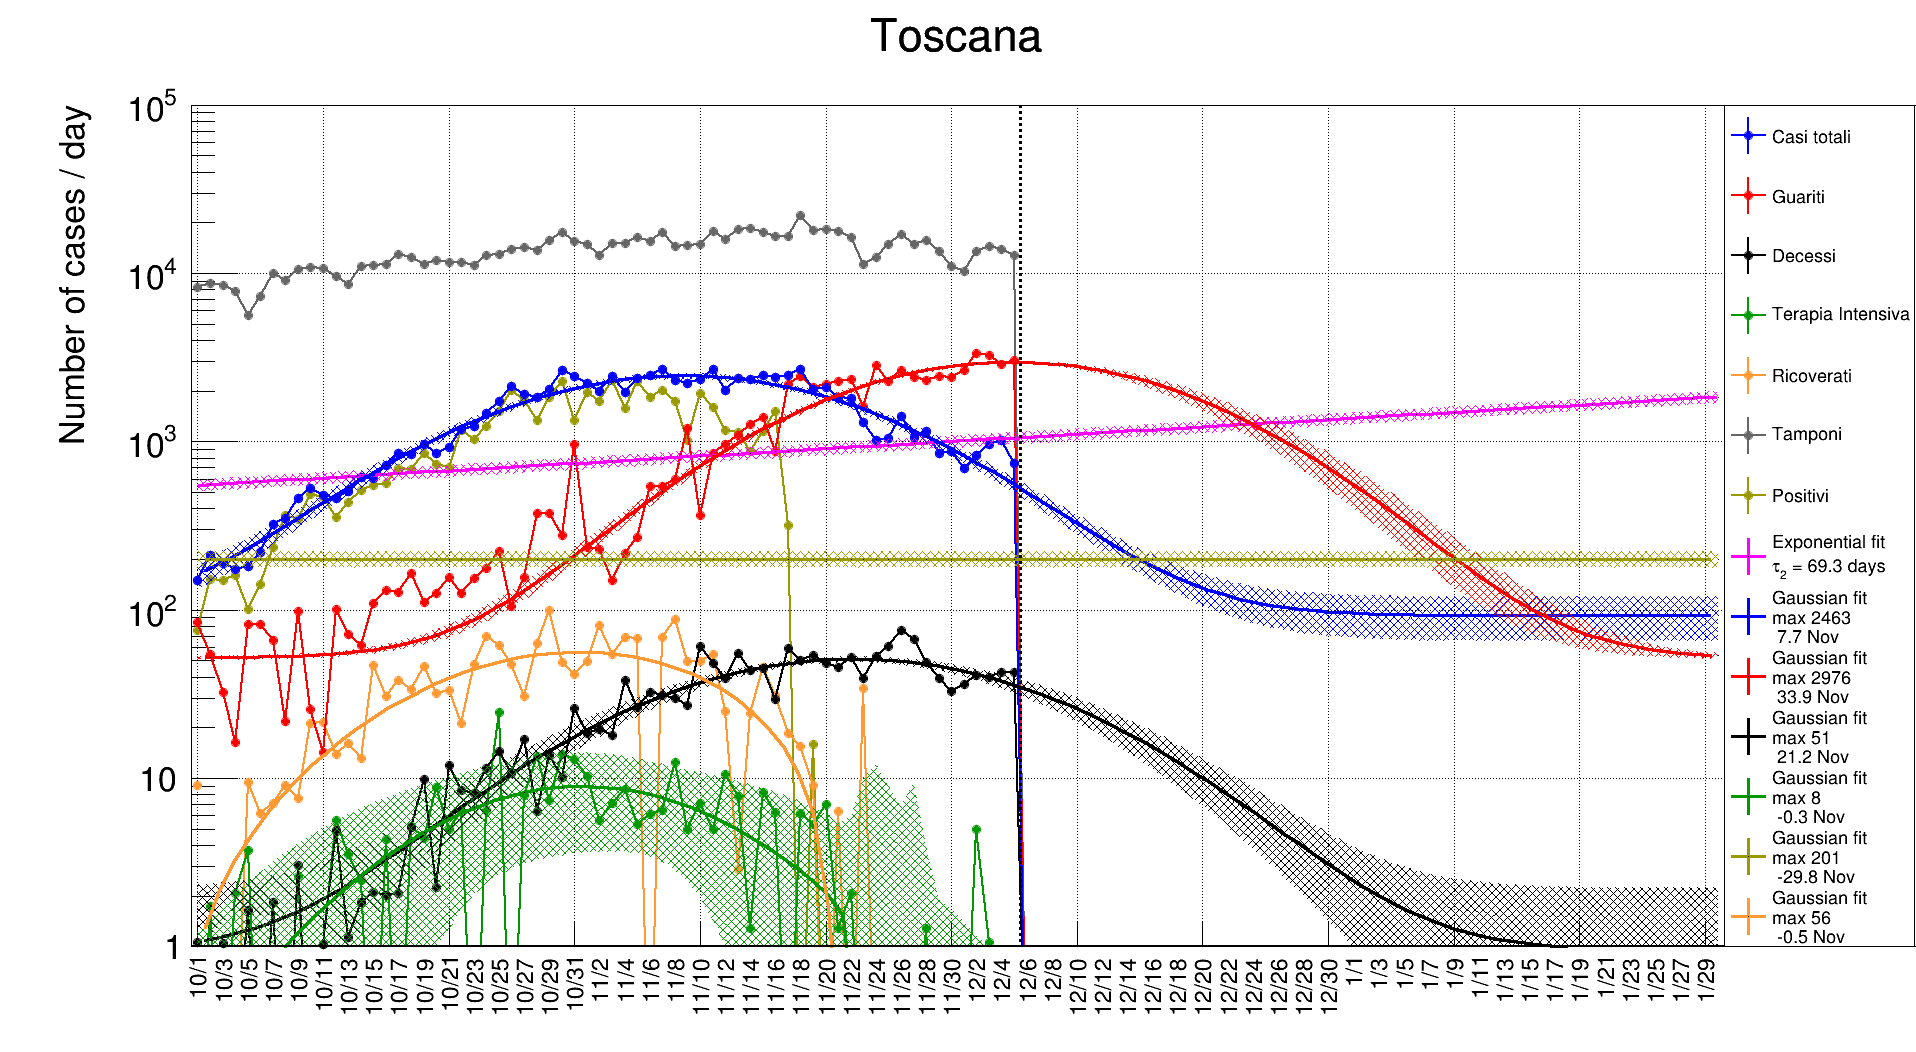 Toscana
Number of cases / day
10^5
10^4
10^3
10^2
10
1
10/1
10/3
10/5
10/7
10/9
10/11
10/13
10/15
10/17
10/19
10/21
10/23
10/25
10/27
10/29
10/31
11/2
11/4
11/6
11/8
11/10
11/12
11/14
11/16
11/18
11/20
11/22
11/24
11/26
11/28
11/30
12/2
12/4
12/6
12/8
12/10
12/12
12/14
12/16
12/18
12/20
12/22
12/24
12/26
12/28
12/30
1/1
1/3
1/5
1/7
1/9
1/11
1/13
1/15
1/17
1/19
1/21
1/23
1/25
1/27
1/29
Casi totali
Guariti
Decessi
Terapia Intensiva
Ricoverati
Tamponi
Positivi
Exponential fit
τ₂ = 69.3 days
Gaussian fit
max 2463
7.7 Nov
Gaussian fit
max 2976
33.9 Nov
Gaussian fit
max 51
21.2 Nov
Gaussian fit
max 8
-0.3 Nov
Gaussian fit
max 201
-29.8 Nov
Gaussian fit
max 56
-0.5 Nov